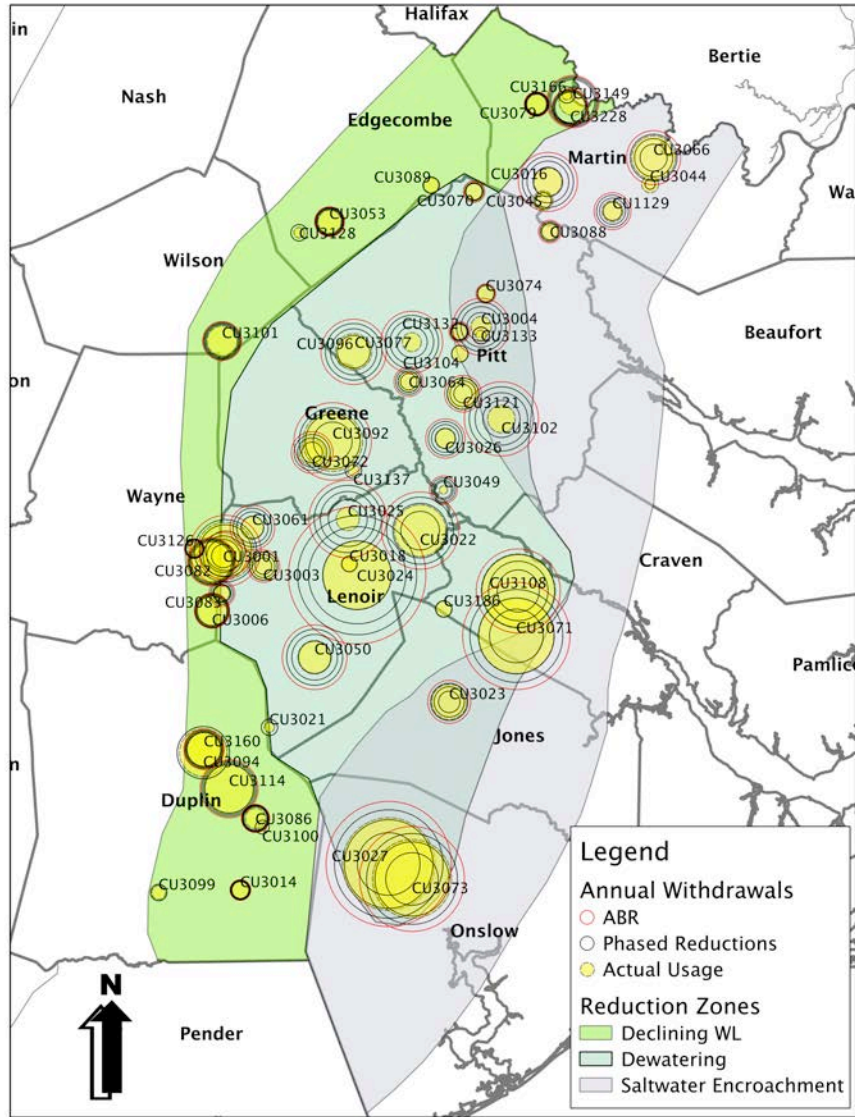 Halifax
in
Bertie
Nash
CU3166
CU3149
CU3079
CU3228
Edgecombe
Martin
CU3066
CU3016
CU3044
CU3089
CU3070
CU3045
Wa
CU3053
CU1129
CU3128
CU3088
Wilson
CU3074
Beaufort
CU3101
CU3132
CU3004
CU3096
CU3077
CU3133
CU3104
Pitt
on
CU3064
CU3121
Greene
CU3092
CU3102
CU3026
CU3072
CU3137
CU3049
Wayne
CU3061
CU3025
CU3022
CU3126
CU3001
Craven
CU3082
CU3003
CU3018
CU3024
CU3108
CU3083
Lenoir
CU3186
CU3006
CU3071
CU3050
Pamlico
CU3023
CU3021
Jones
CU3160
CU3094
n
CU3114
Duplin
CU3086
CU3100
CU3027
CU3073
CU3099
CU3014
Onslow
N
Pender
Legend
Annual Withdrawals
ABR
Phased Reductions
Actual Usage
Reduction Zones
Declining WL
Dewatering
Saltwater Encroachment